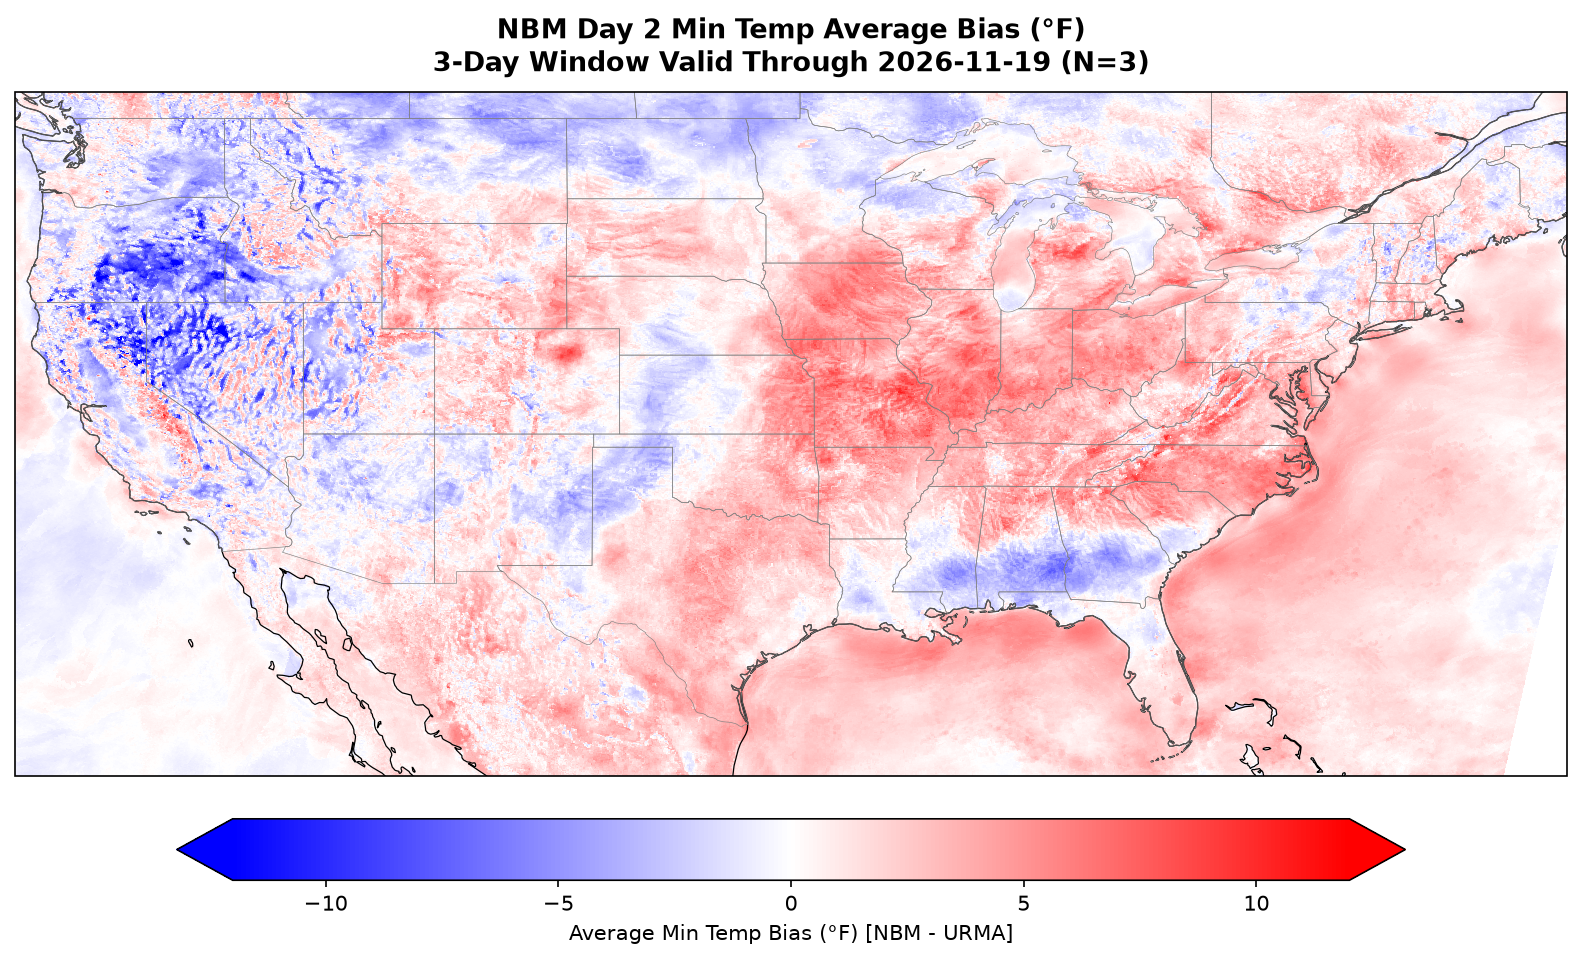 NBM Day 2 Min Temp Average Bias (°F)
3-Day Window Valid Through 2026-11-19 (N=3)
−10
−5
0
5
10
Average Min Temp Bias (°F) [NBM - URMA]